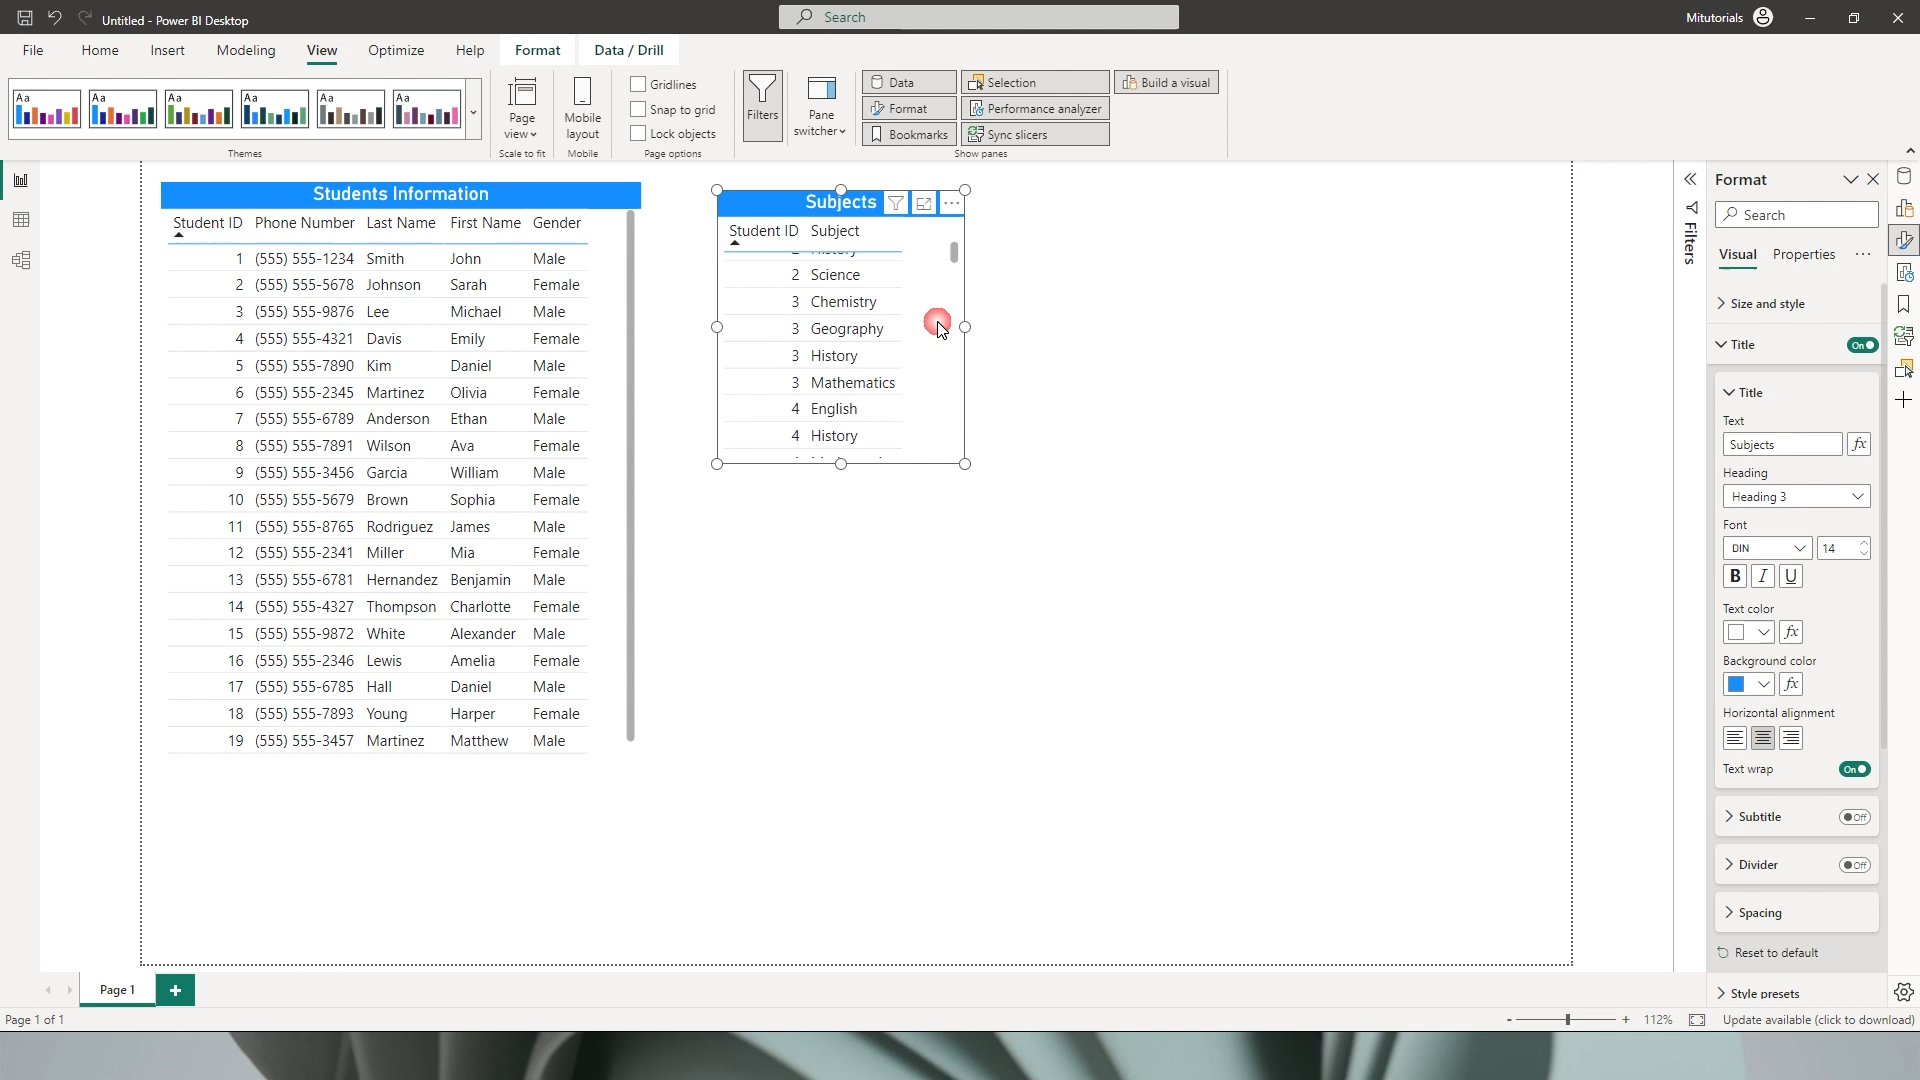 Untitled - Power BI Desktop
Search
Mitutorials
File Home Insert Modeling View Optimize Help Format Data / Drill
Aa Aa Aa Aa Aa Aa
Themes
Page view
Scale to fit
Mobile layout
Mobile
Gridlines
Snap to grid
Lock objects
Page options
Filters
Pane switcher
Data
Format
Bookmarks
Selection
Performance analyzer
Sync slicers
Build a visual
Show panes
Students Information
Student ID Phone Number Last Name First Name Gender
1 (555) 555-1234 Smith John Male
2 (555) 555-5678 Johnson Sarah Female
3 (555) 555-9876 Lee Michael Male
4 (555) 555-4321 Davis Emily Female
5 (555) 555-7890 Kim Daniel Male
6 (555) 555-2345 Martinez Olivia Female
7 (555) 555-6789 Anderson Ethan Male
8 (555) 555-7891 Wilson Ava Female
9 (555) 555-3456 Garcia William Male
10 (555) 555-5679 Brown Sophia Female
11 (555) 555-8765 Rodriguez James Male
12 (555) 555-2341 Miller Mia Female
13 (555) 555-6781 Hernandez Benjamin Male
14 (555) 555-4327 Thompson Charlotte Female
15 (555) 555-9872 White Alexander Male
16 (555) 555-2346 Lewis Amelia Female
17 (555) 555-6785 Hall Daniel Male
18 (555) 555-7893 Young Harper Female
19 (555) 555-3457 Martinez Matthew Male
Subjects
Student ID Subject
2 Science
3 Chemistry
3 Geography
3 History
3 Mathematics
4 English
4 History
Filters
Format
Search
Visual Properties
Size and style
Title On
Title
Text
Subjects fx
Heading
Heading 3
Font
DIN 14
B I U
Text color
fx
Background color
fx
Horizontal alignment
Text wrap On
Subtitle Off
Divider Off
Spacing
Reset to default
Style presets
Page 1 +
Page 1 of 1
- + 112%
Update available (click to download)